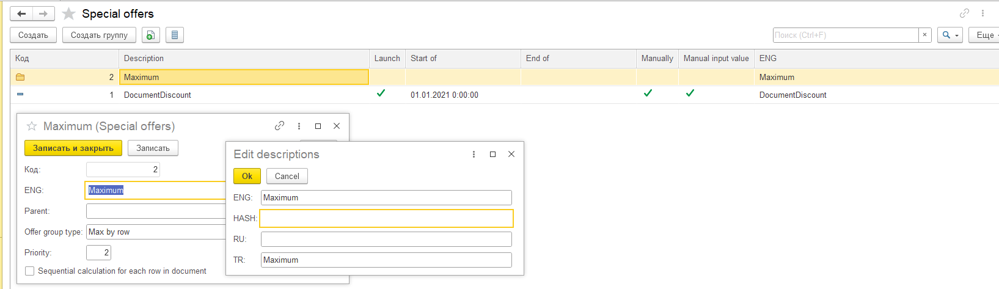 Special offers
Создать Создать группу Поиск (Ctrl+F) × Еще
Код Description Launch Start of End of Manually Manual input value ENG
2 Maximum Maximum
1 DocumentDiscount 01.01.2021 0:00:00 DocumentDiscount
Maximum (Special offers)
Записать и закрыть Записать
Код: 2
ENG: Maximum
Parent:
Offer group type: Max by row
Priority: 2
Sequential calculation for each row in document
Edit descriptions
Ok Cancel
ENG: Maximum
HASH:
RU:
TR: Maximum